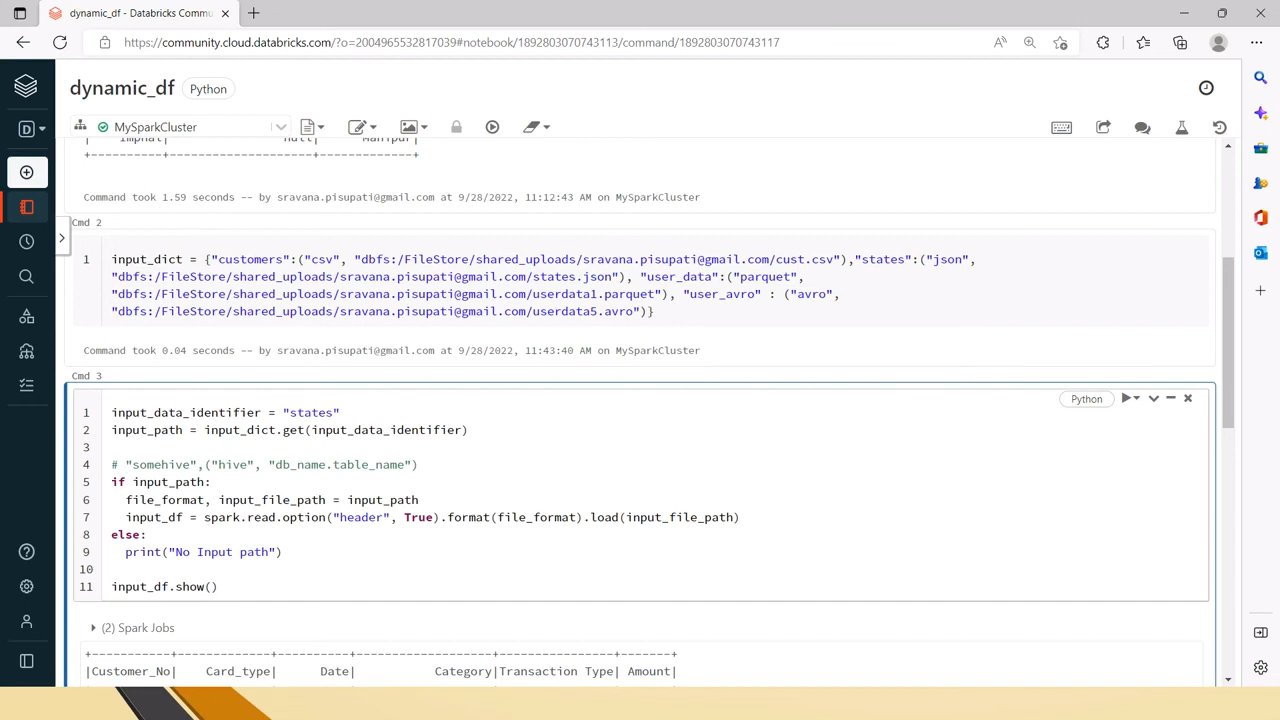 dynamic_df - Databricks Commu
https://community.cloud.databricks.com/?o=2004965532817039#notebook/1892803070743113/command/1892803070743117
dynamic_df
Python
D
MySparkCluster
+----------+--------------------+-------------+
Command took 1.59 seconds -- by sravana.pisupati@gmail.com at 9/28/2022, 11:12:43 AM on MySparkCluster
Cmd 2
1 input_dict = {"customers":("csv", "dbfs:/FileStore/shared_uploads/sravana.pisupati@gmail.com/cust.csv"),"states":("json",
"dbfs:/FileStore/shared_uploads/sravana.pisupati@gmail.com/states.json"), "user_data":("parquet",
"dbfs:/FileStore/shared_uploads/sravana.pisupati@gmail.com/userdata1.parquet"), "user_avro" : ("avro",
"dbfs:/FileStore/shared_uploads/sravana.pisupati@gmail.com/userdata5.avro")}
Command took 0.04 seconds -- by sravana.pisupati@gmail.com at 9/28/2022, 11:43:40 AM on MySparkCluster
Cmd 3
Python
1 input_data_identifier = "states"
2 input_path = input_dict.get(input_data_identifier)
3
4 # "somehive",("hive", "db_name.table_name")
5 if input_path:
6 file_format, input_file_path = input_path
7 input_df = spark.read.option("header", True).format(file_format).load(input_file_path)
8 else:
9 print("No Input path")
10
11 input_df.show()
(2) Spark Jobs
+-----------+-------------+----------+-------------------+----------------+-------+
|Customer_No| Card_type| Date| Category|Transaction Type| Amount|